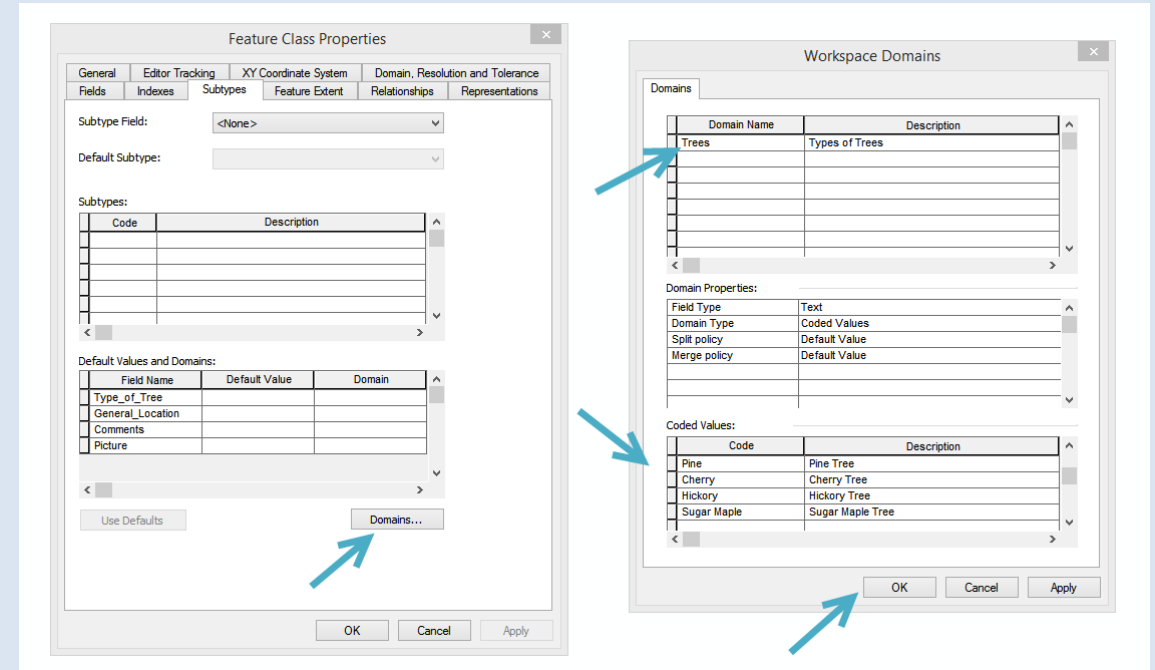 Feature Class Properties
General Editor Tracking XY Coordinate System Domain, Resolution and Tolerance
Fields Indexes Subtypes Feature Extent Relationships Representations
Subtype Field: <None>
Default Subtype:
Subtypes:
Code Description
Default Values and Domains:
Field Name Default Value Domain
Type_of_Tree
General_Location
Comments
Picture
Use Defaults Domains...
OK Cancel Apply
Workspace Domains
Domains
Domain Name Description
Trees Types of Trees
Domain Properties:
Field Type Text
Domain Type Coded Values
Split policy Default Value
Merge policy Default Value
Coded Values:
Code Description
Pine Pine Tree
Cherry Cherry Tree
Hickory Hickory Tree
Sugar Maple Sugar Maple Tree
OK Cancel Apply